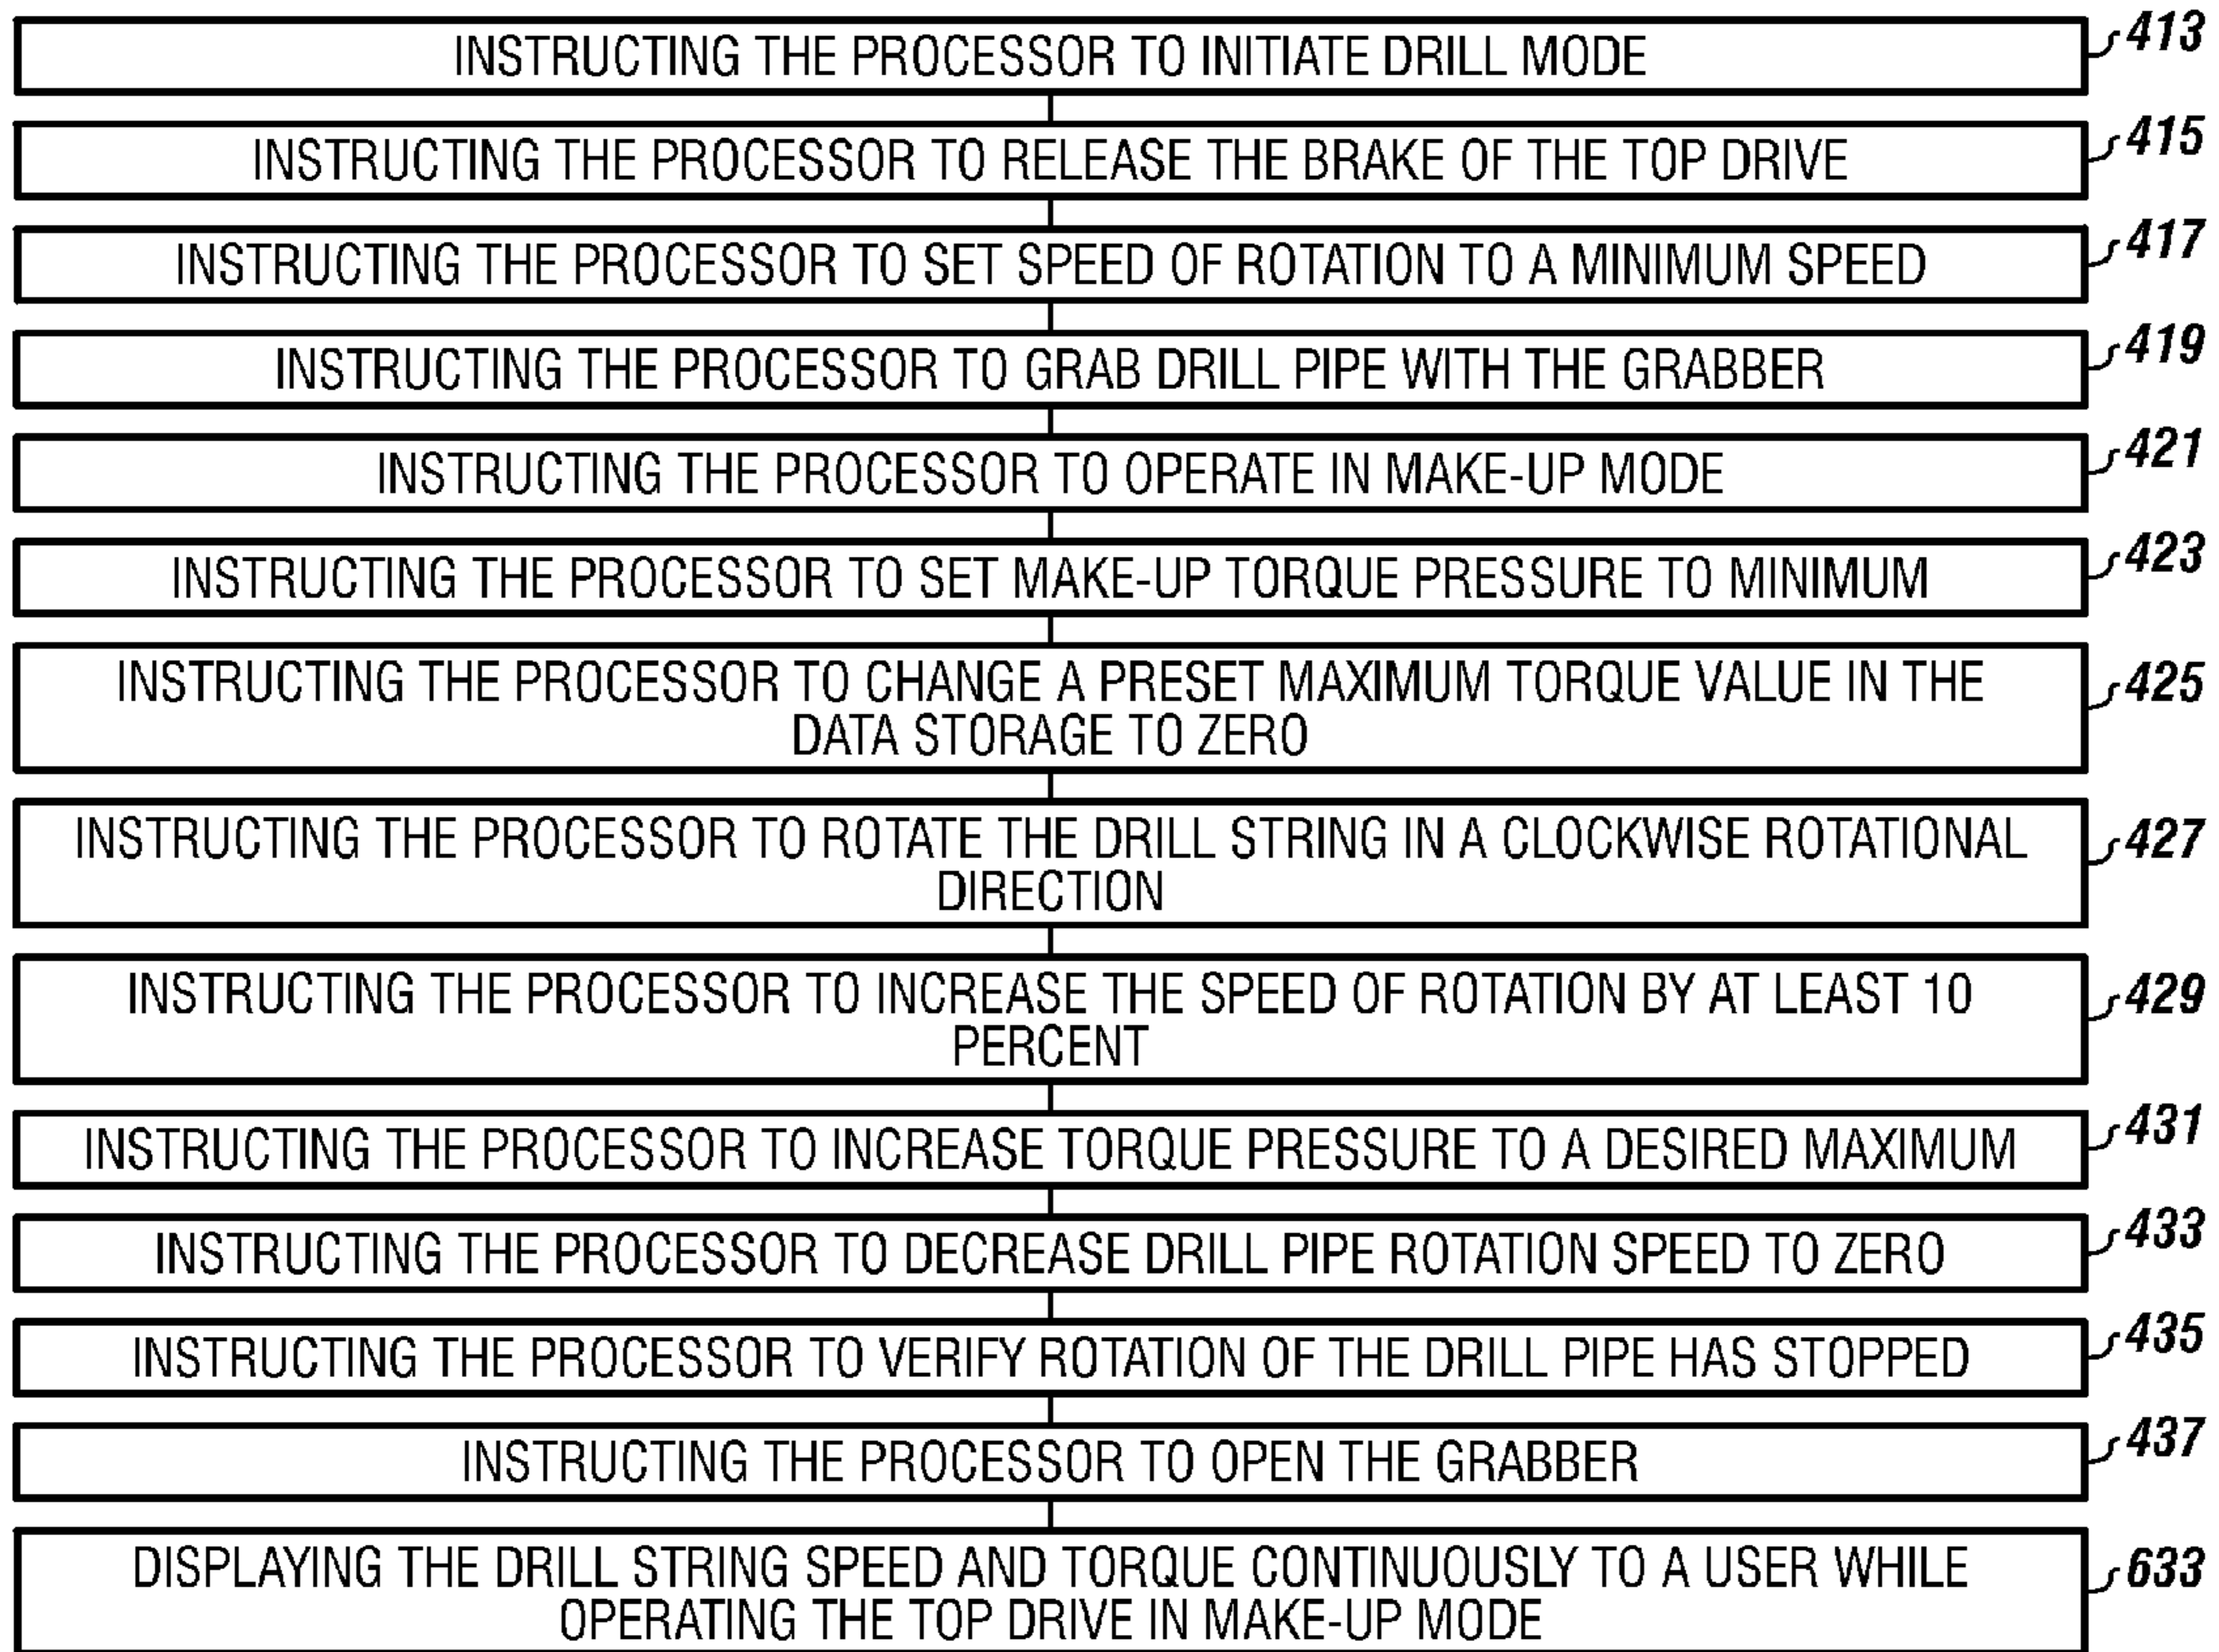 INSTRUCTING THE PROCESSOR TO INITIATE DRILL MODE
413
INSTRUCTING THE PROCESSOR TO RELEASE THE BRAKE OF THE TOP DRIVE
415
INSTRUCTING THE PROCESSOR TO SET SPEED OF ROTATION TO A MINIMUM SPEED
417
INSTRUCTING THE PROCESSOR TO GRAB DRILL PIPE WITH THE GRABBER
419
INSTRUCTING THE PROCESSOR TO OPERATE IN MAKE-UP MODE
421
INSTRUCTING THE PROCESSOR TO SET MAKE-UP TORQUE PRESSURE TO MINIMUM
423
INSTRUCTING THE PROCESSOR TO CHANGE A PRESET MAXIMUM TORQUE VALUE IN THE
DATA STORAGE TO ZERO
425
INSTRUCTING THE PROCESSOR TO ROTATE THE DRILL STRING IN A CLOCKWISE ROTATIONAL
DIRECTION
427
INSTRUCTING THE PROCESSOR TO INCREASE THE SPEED OF ROTATION BY AT LEAST 10
PERCENT
429
INSTRUCTING THE PROCESSOR TO INCREASE TORQUE PRESSURE TO A DESIRED MAXIMUM
431
INSTRUCTING THE PROCESSOR TO DECREASE DRILL PIPE ROTATION SPEED TO ZERO
433
INSTRUCTING THE PROCESSOR TO VERIFY ROTATION OF THE DRILL PIPE HAS STOPPED
435
INSTRUCTING THE PROCESSOR TO OPEN THE GRABBER
437
DISPLAYING THE DRILL STRING SPEED AND TORQUE CONTINUOUSLY TO A USER WHILE
OPERATING THE TOP DRIVE IN MAKE-UP MODE
633